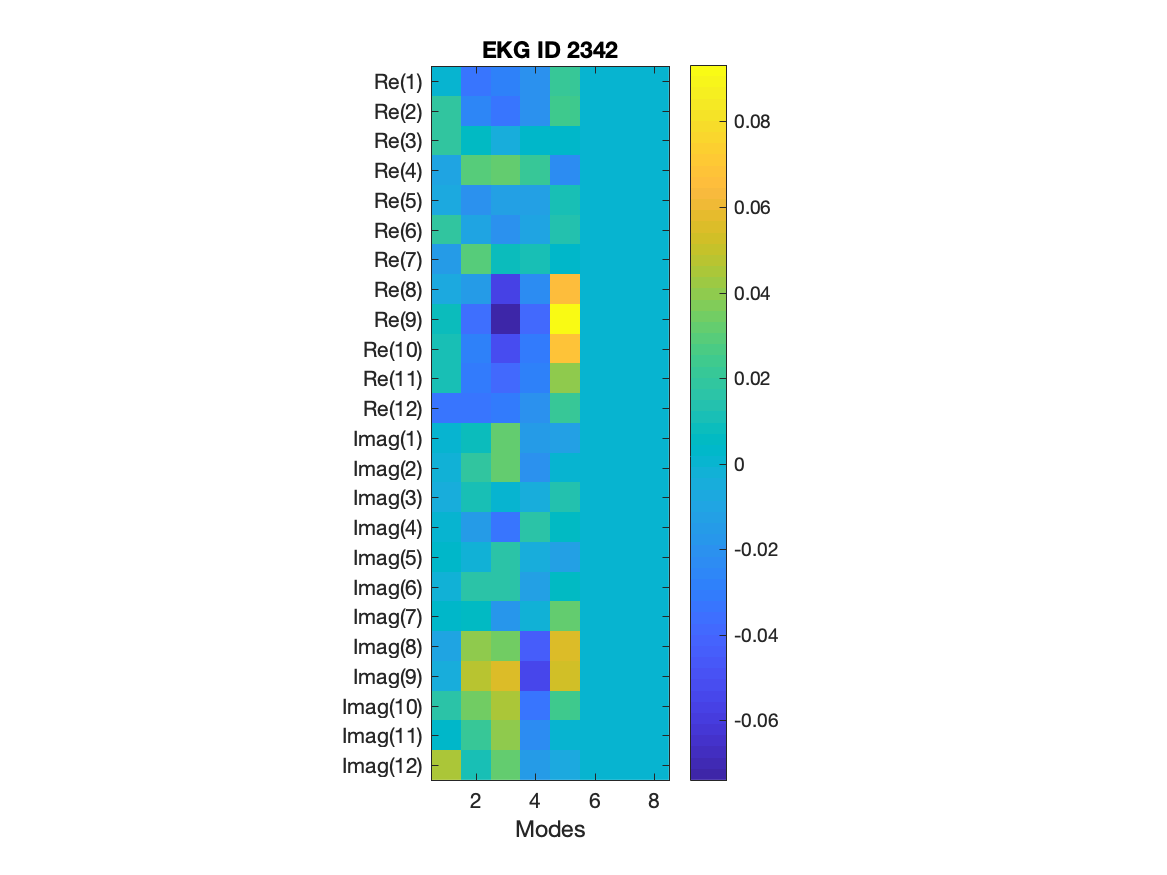 EKG ID 2342
Re(1)
Re(2)
Re(3)
Re(4)
Re(5)
Re(6)
Re(7)
Re(8)
Re(9)
Re(10)
Re(11)
Re(12)
Imag(1)
Imag(2)
Imag(3)
Imag(4)
Imag(5)
Imag(6)
Imag(7)
Imag(8)
Imag(9)
Imag(10)
Imag(11)
Imag(12)
2 4 6 8
Modes
0.08
0.06
0.04
0.02
0
-0.02
-0.04
-0.06